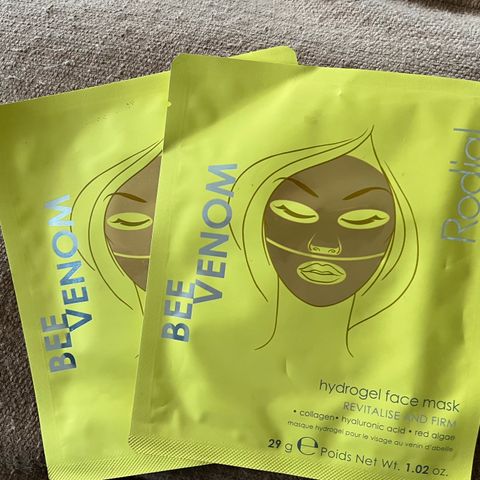 BEE
VENOM
BEE
VENOM
Rodial
hydrogel face mask
REVITALISE AND FIRM
• collagen • hyaluronic acid • red algae
masque hydrogel pour le visage au venin d'abeille
29 g e Poids Net Wt. 1.02 oz.